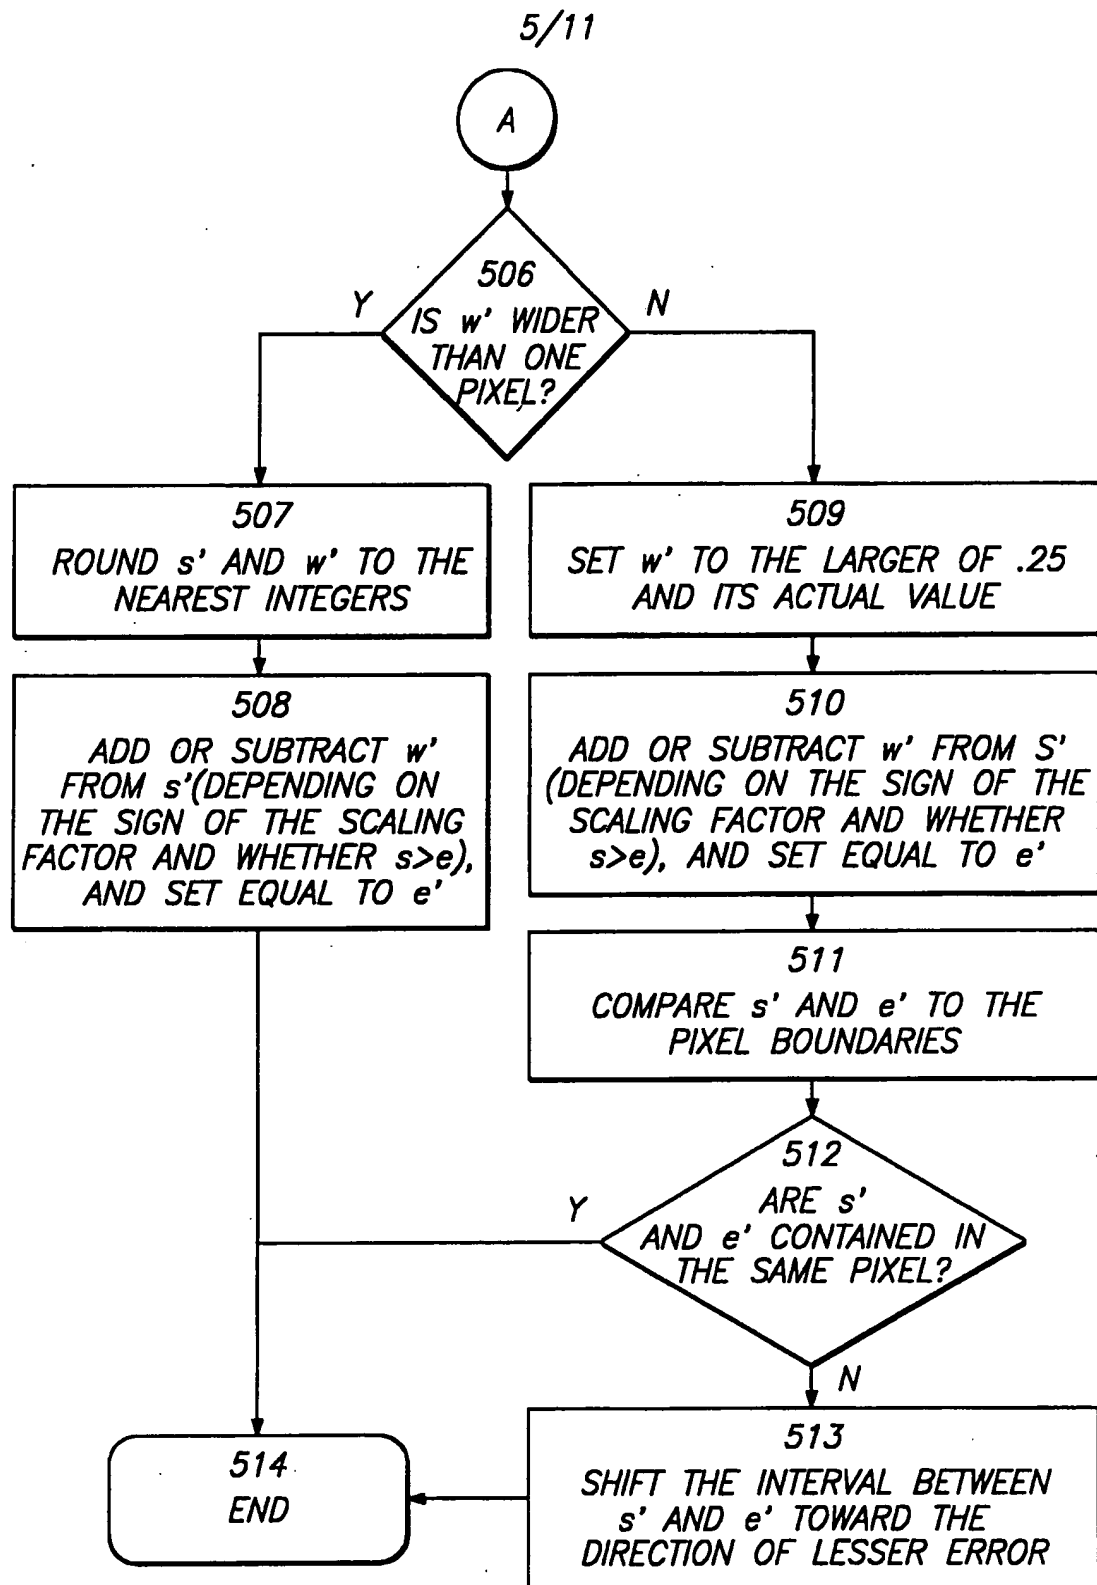 5/11
A
506
IS w' WIDER
THAN ONE
PIXEL?
Y
N
507
ROUND s' AND w' TO THE
NEAREST INTEGERS
509
SET w' TO THE LARGER OF .25
AND ITS ACTUAL VALUE
508
ADD OR SUBTRACT w'
FROM s'(DEPENDING ON
THE SIGN OF THE SCALING
FACTOR AND WHETHER s>e),
AND SET EQUAL TO e'
510
ADD OR SUBTRACT w' FROM S'
(DEPENDING ON THE SIGN OF THE
SCALING FACTOR AND WHETHER
s>e), AND SET EQUAL TO e'
511
COMPARE s' AND e' TO THE
PIXEL BOUNDARIES
512
ARE s'
AND e' CONTAINED IN
THE SAME PIXEL?
Y
N
513
SHIFT THE INTERVAL BETWEEN
s' AND e' TOWARD THE
DIRECTION OF LESSER ERROR
514
END